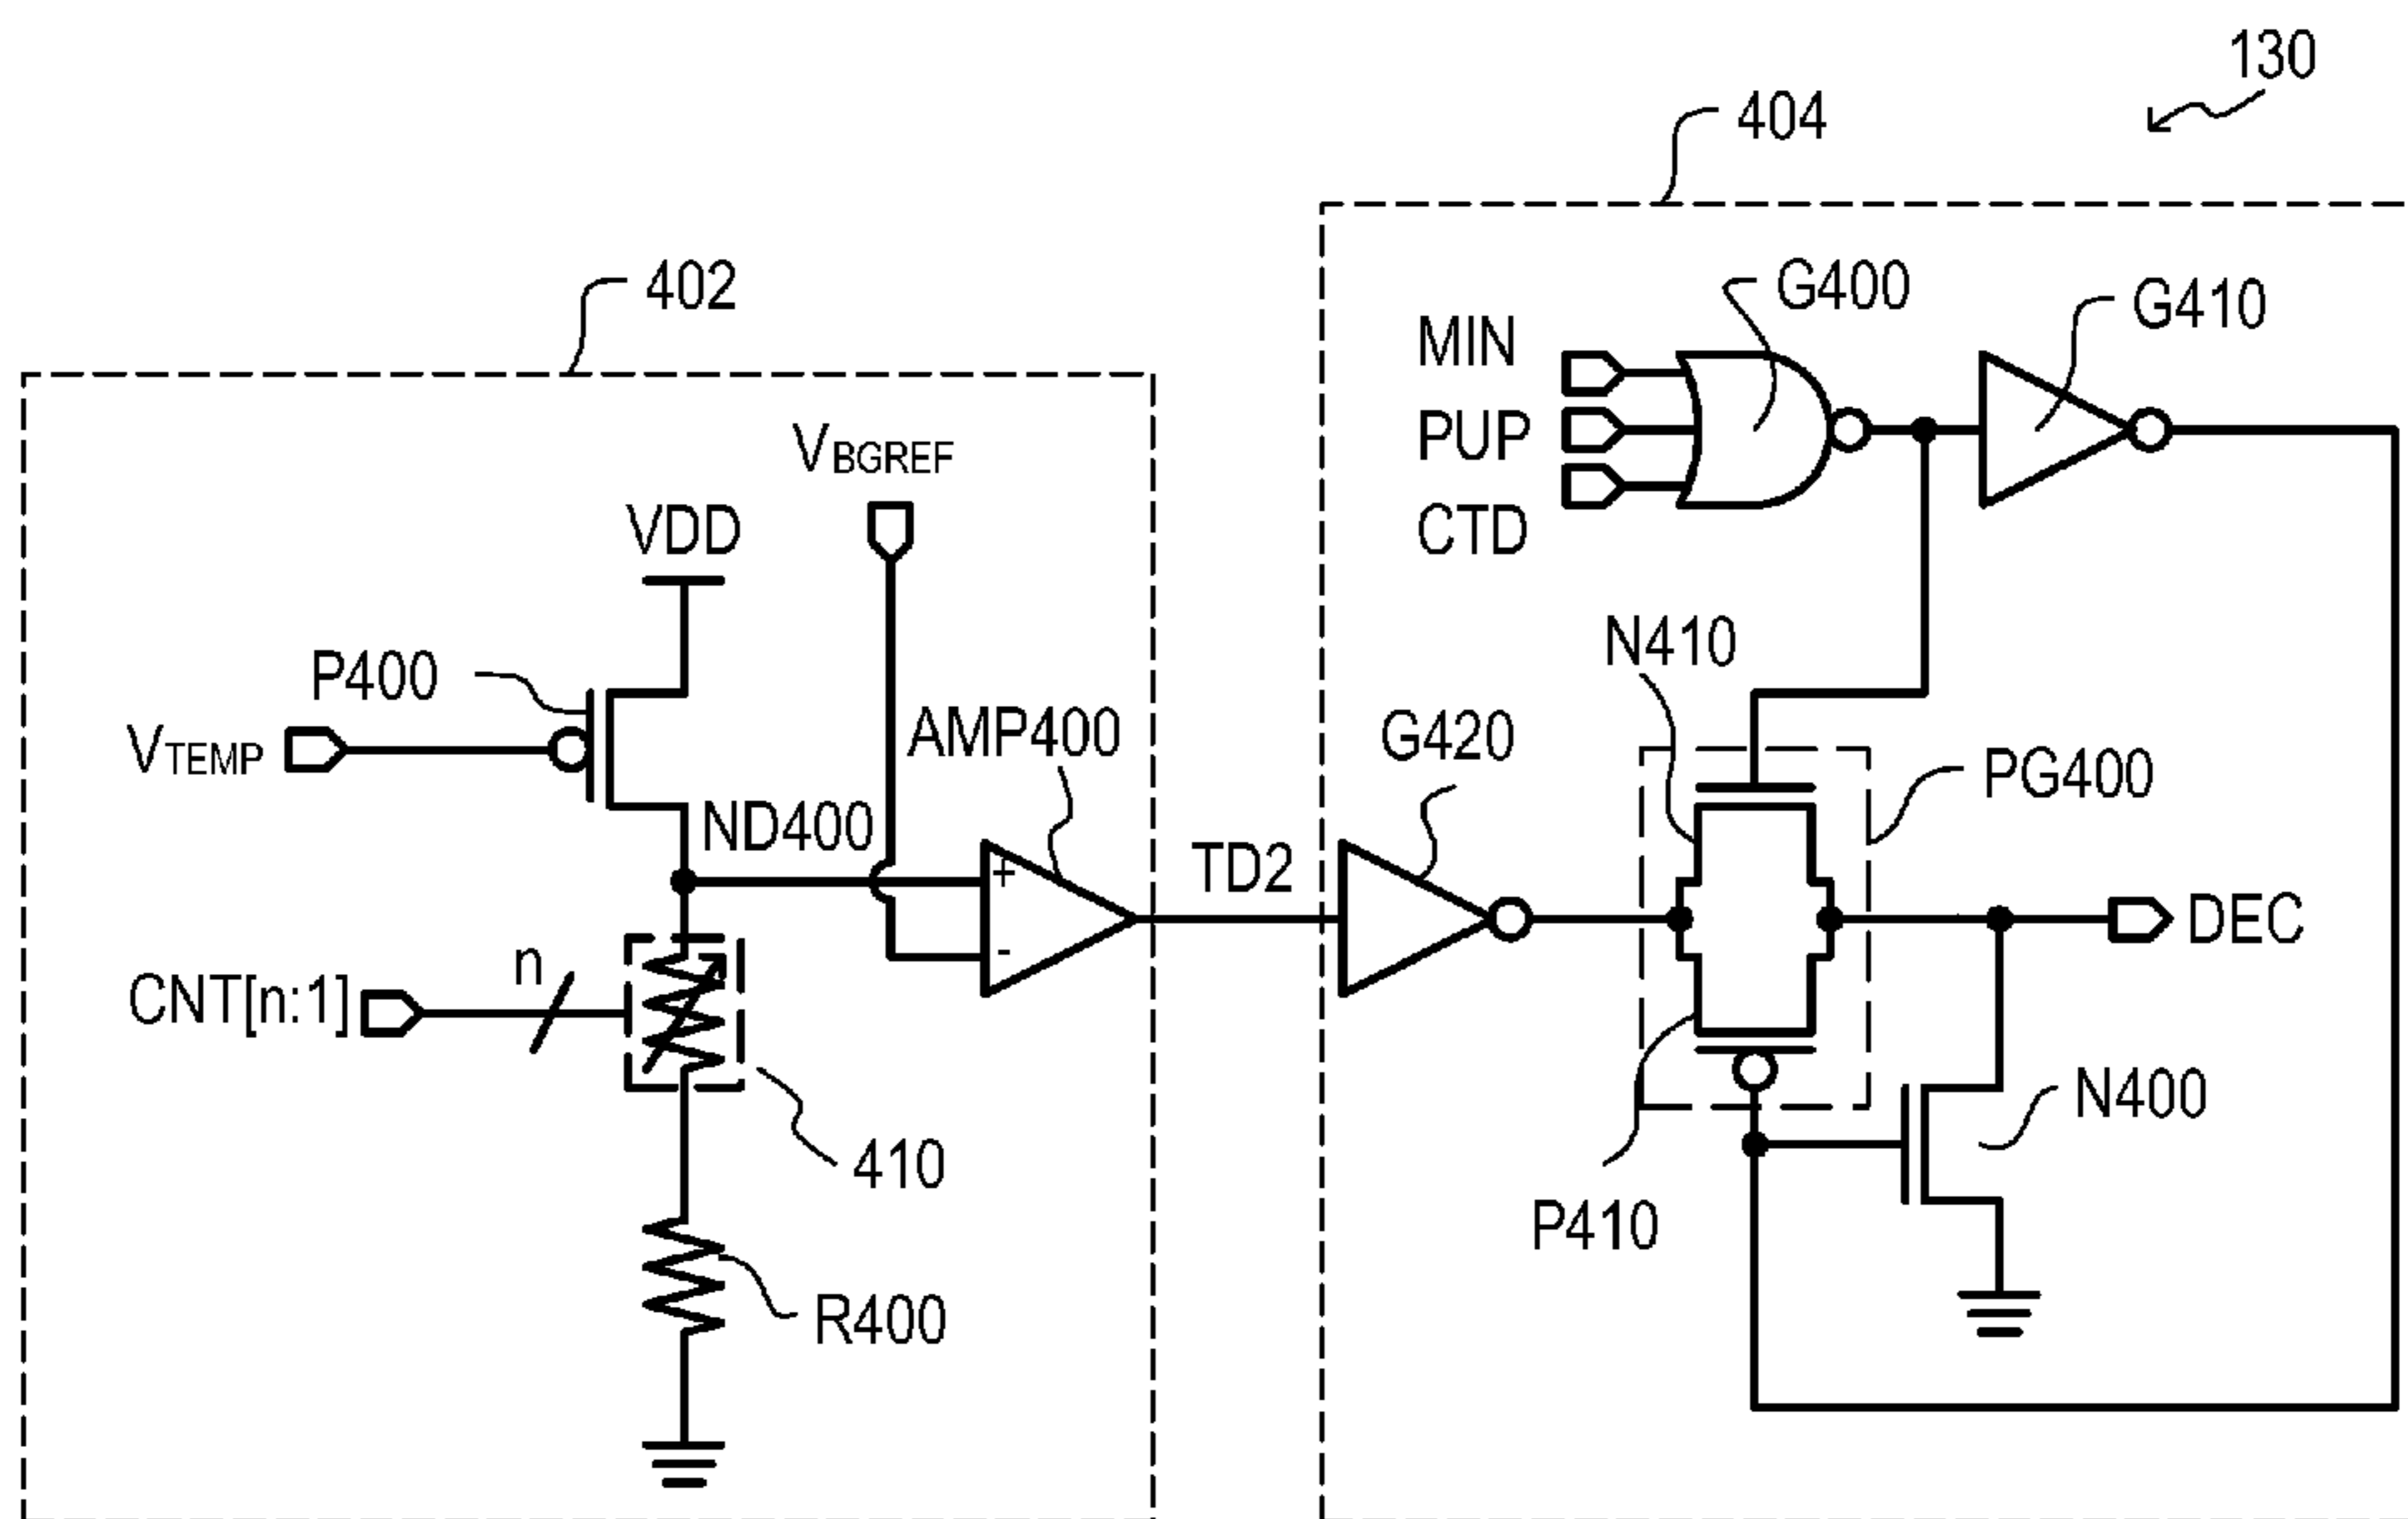 130
404
402
G400
G410
MIN
PUP
CTD
VBGREF
VDD
N410
P400
AMP400
G420
VTEMP
PG400
ND400
+
-
TD2
DEC
n
CNT[n:1]
N400
410
P410
R400